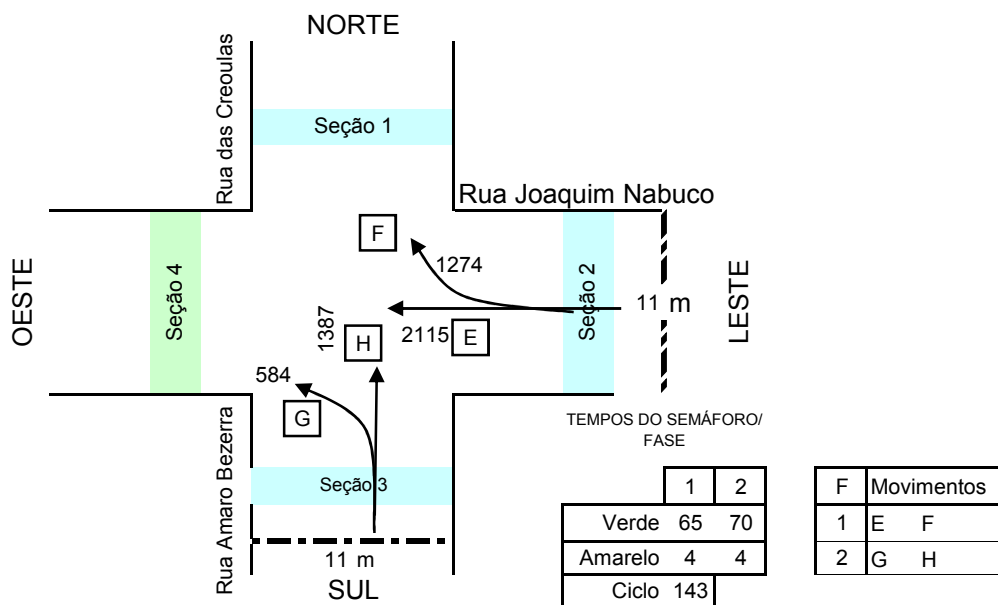 NORTE
Rua das Creoulas
Seção 1
Rua Joaquim Nabuco
F
1274
OESTE
Seção 4
Seção 2
11 m
LESTE
1387
H
2115
E
584
G
TEMPOS DO SEMÁFORO/
FASE
Rua Amaro Bezerra
Seção 3
11 m
SUL
1 2
Verde 65 70
Amarelo 4 4
Ciclo 143
F Movimentos
1 E F
2 G H